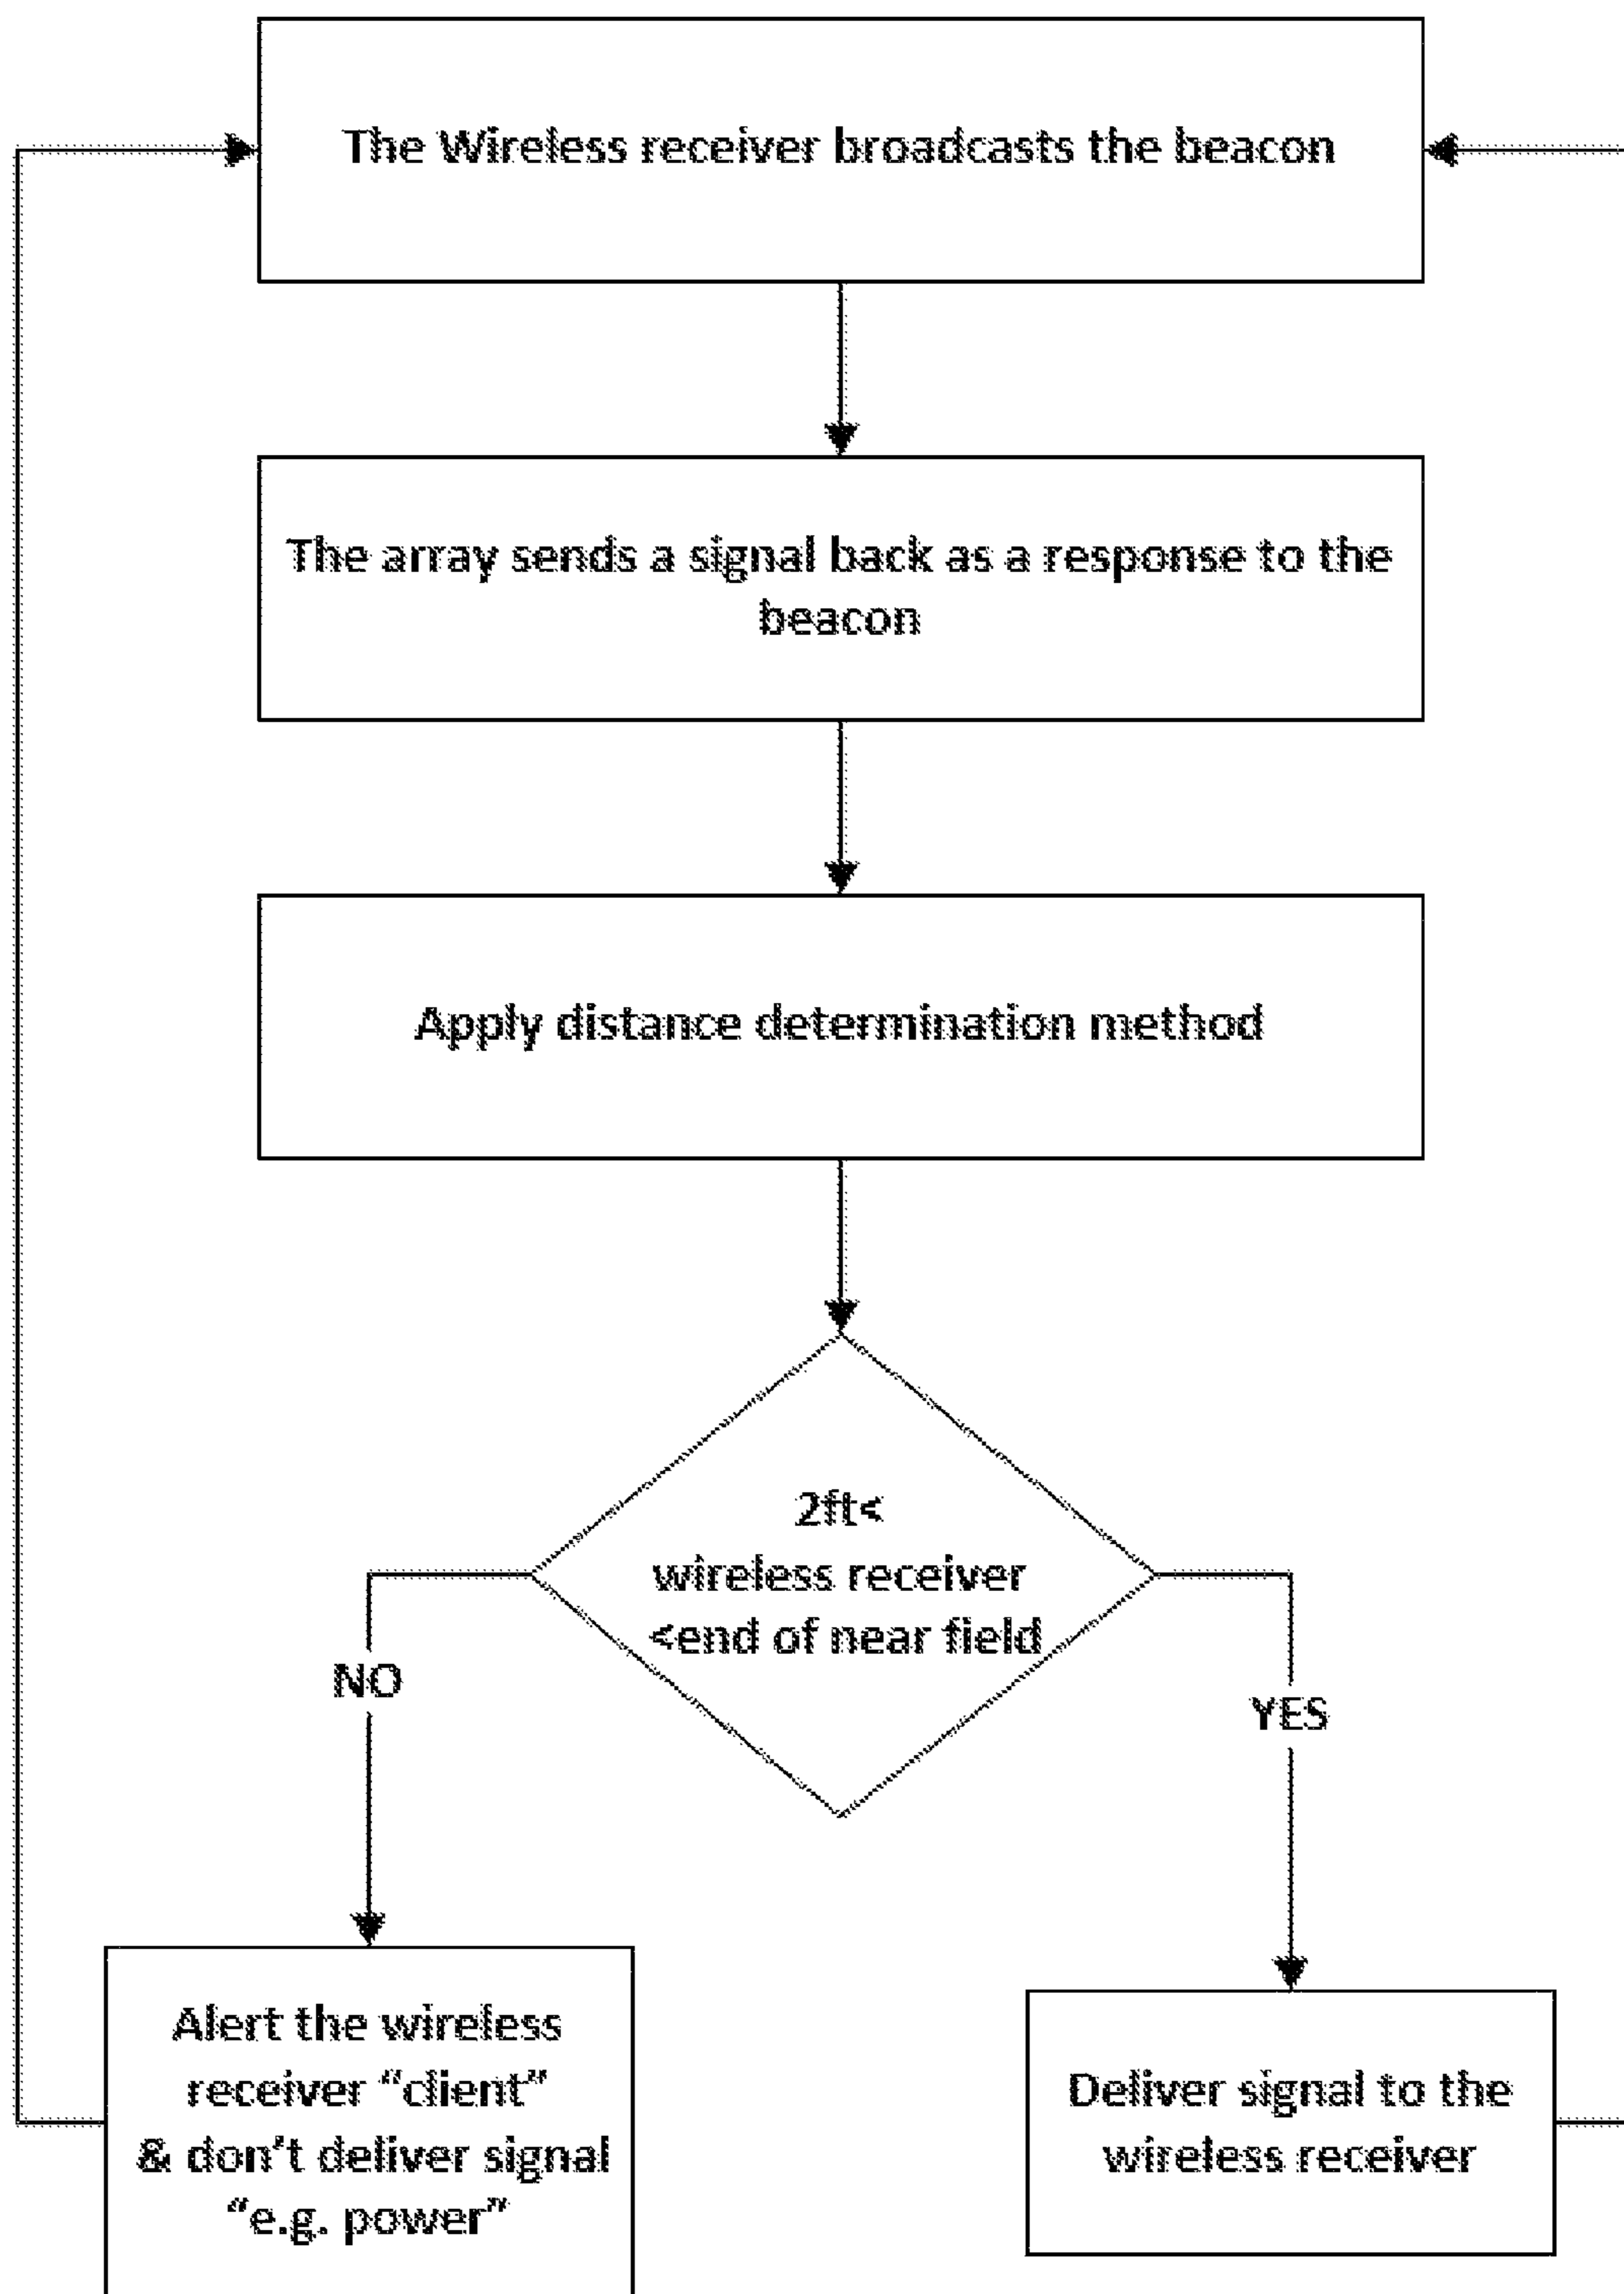 The Wireless receiver broadcasts the beacon
The array sends a signal back as a response to the
beacon
Apply distance determination method
2ft<
wireless receiver
<end of near field
NO
YES
Alert the wireless
receiver “client”
& don't deliver signal
“e.g. power”
Deliver signal to the
wireless receiver